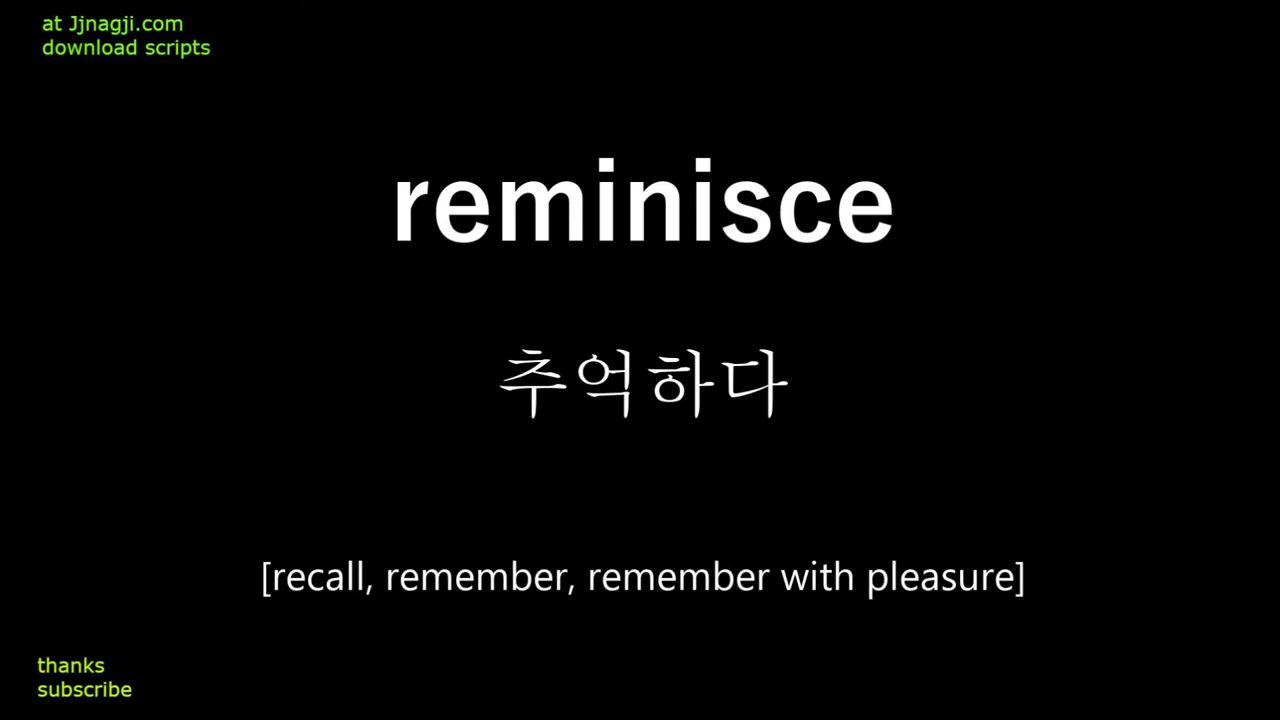 at Jjnagji.com
download scripts
reminisce
추억하다
[recall, remember, remember with pleasure]
thanks
subscribe